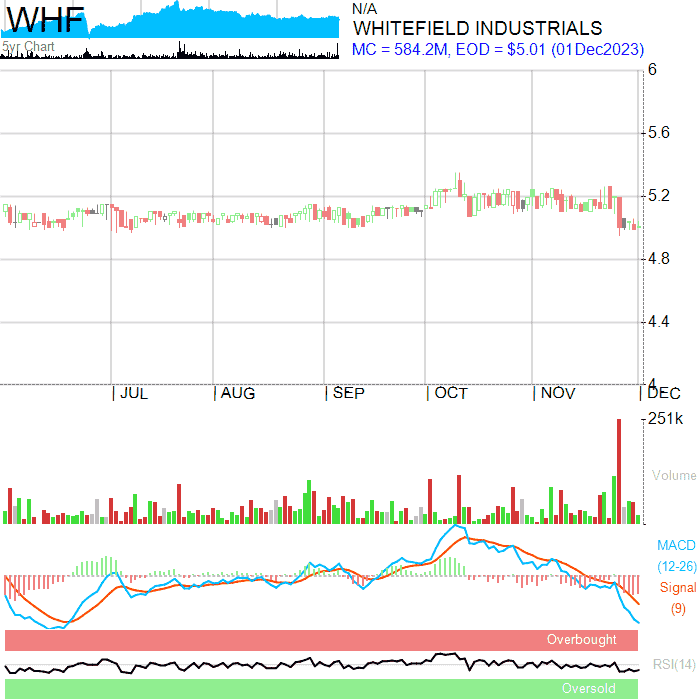 WHF
5yr Chart
N/A
WHITEFIELD INDUSTRIALS
MC = 584.2M, EOD = $5.01 (01Dec2023)
6
5.6
5.2
4.8
4.4
4
| JUL | AUG | SEP | OCT | NOV | DEC
251k
Volume
MACD
(12-26)
Signal
(9)
Overbought
RSI(14)
Oversold